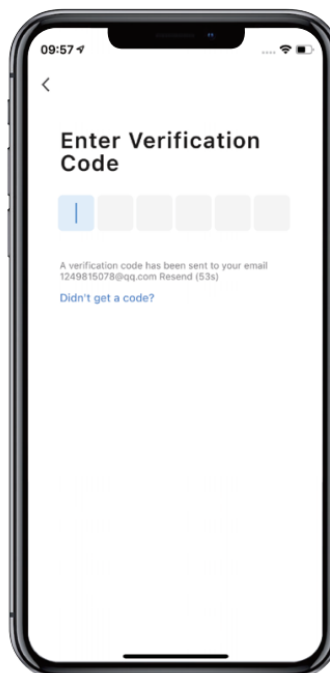 09:57
Enter Verification
Code
A verification code has been sent to your email
1249815078@qq.com Resend (53s)
Didn't get a code?